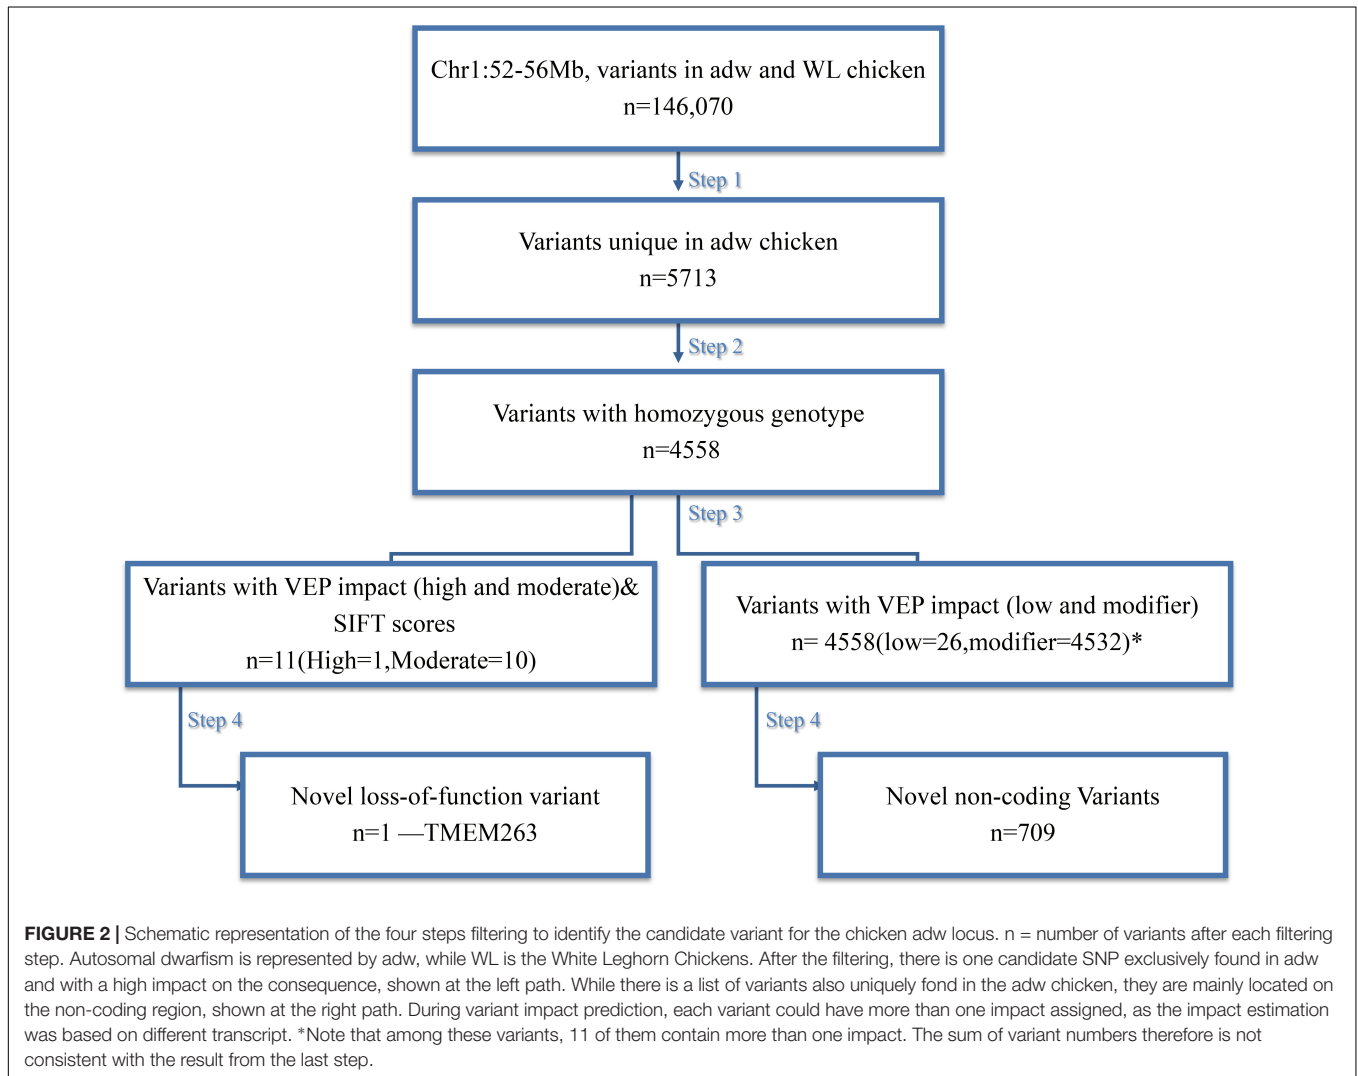 Chr1:52-56Mb, variants in adw and WL chicken
n=146,070
Step 1
Variants unique in adw chicken
n=5713
Step 2
Variants with homozygous genotype
n=4558
Step 3
Variants with VEP impact (high and moderate)&
SIFT scores
n=11(High=1,Moderate=10)
Variants with VEP impact (low and modifier)
n= 4558(low=26,modifier=4532)*
Step 4
Step 4
Novel loss-of-function variant
n=1 —TMEM263
Novel non-coding Variants
n=709
FIGURE 2 | Schematic representation of the four steps filtering to identify the candidate variant for the chicken adw locus. n = number of variants after each filtering
step. Autosomal dwarfism is represented by adw, while WL is the White Leghorn Chickens. After the filtering, there is one candidate SNP exclusively found in adw
and with a high impact on the consequence, shown at the left path. While there is a list of variants also uniquely fond in the adw chicken, they are mainly located on
the non-coding region, shown at the right path. During variant impact prediction, each variant could have more than one impact assigned, as the impact estimation
was based on different transcript. *Note that among these variants, 11 of them contain more than one impact. The sum of variant numbers therefore is not
consistent with the result from the last step.